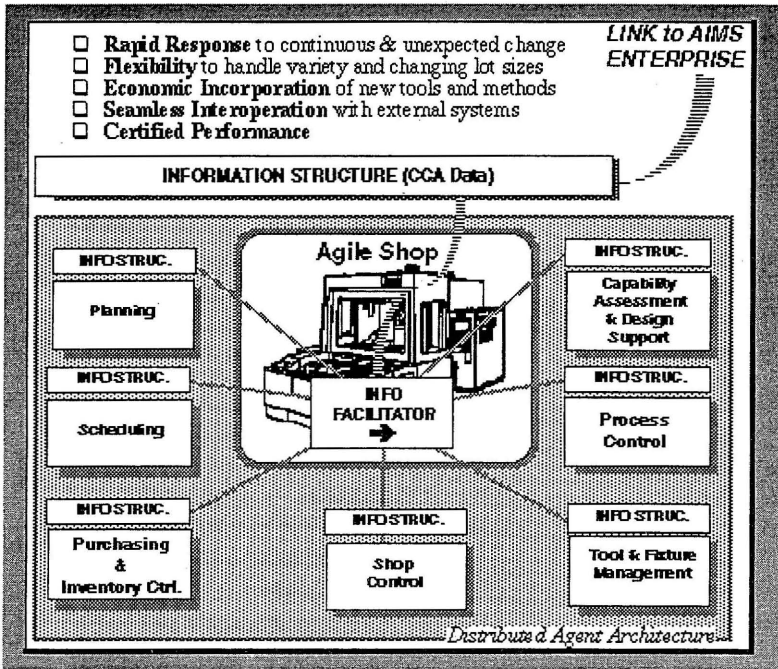 LINK to AIMS
ENTERPRISE
❑ Rapid Response to continuous & unexpected change
❑ Flexibility to handle variety and changing lot sizes
❑ Economic Incorporation of new tools and methods
❑ Seamless Interoperation with external systems
❑ Certified Performance
INFORMATION STRUCTURE (CCA Data)
Agile Shop
INFO
FACILITATOR
INFOSTRUC.
Planning
INFOSTRUC.
Scheduling
INFOSTRUC.
Purchasing
&
Inventory Ctrl.
INFOSTRUC.
Shop
Control
INFOSTRUC.
Capability
Assessment
& Design
Support
INFOSTRUC.
Process
Control
INFOSTRUC.
Tool & Fixture
Management
Distributed Agent Architecture